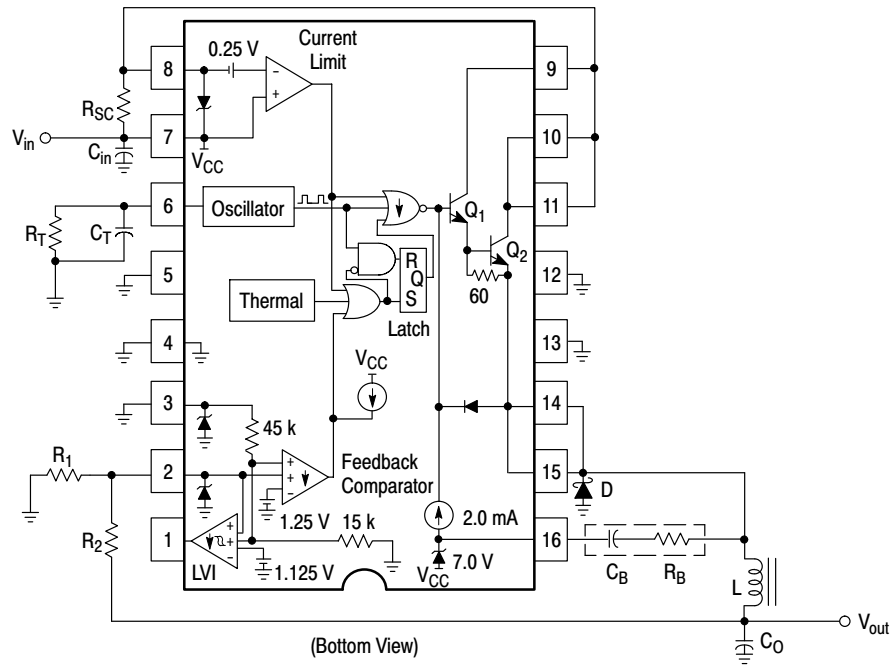 Current
Limit
0.25 V
8
9
RSC
Vin
7
10
Cin
VCC
6
Oscillator
11
Q1
RT
CT
Q2
R
Q
S
5
60
12
Thermal
Latch
4
13
VCC
3
14
45 k
R1
2
Feedback
Comparator
15
D
1.25 V
R2
2.0 mA
15 k
1
16
LVI
1.125 V
7.0 V
VCC
CB
RB
L
Vout
(Bottom View)
CO